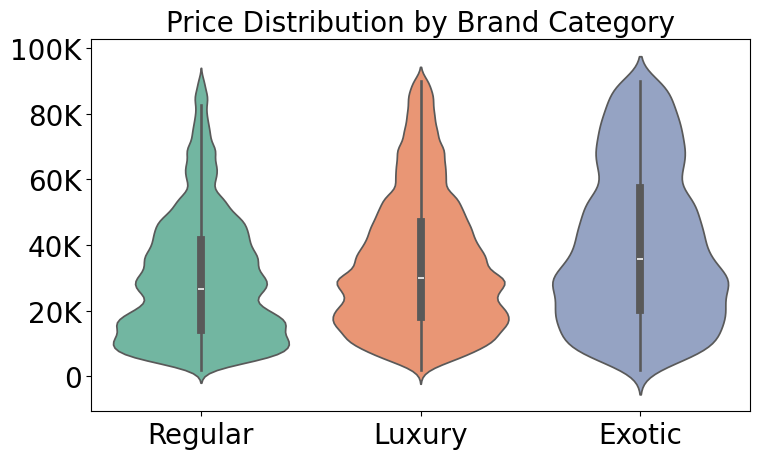 Price Distribution by Brand Category
100K
80K
60K
40K
20K
0
Regular Luxury Exotic